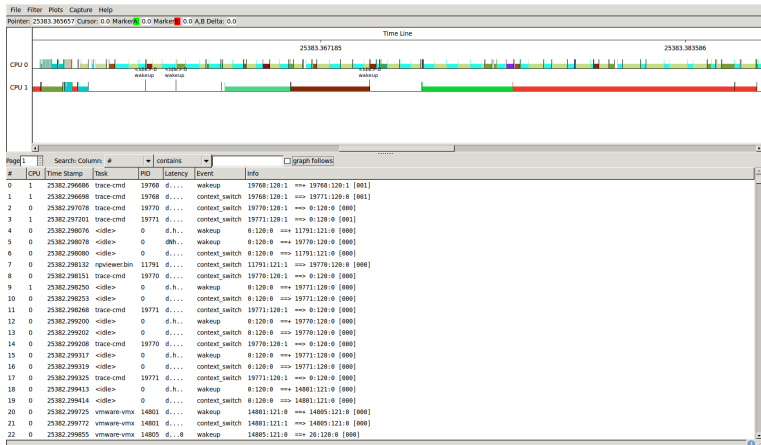 File Filter Plots Capture Help
Pointer: 25383.365657 Cursor: 0.0 MarkerA: 0.0 MarkerB: 0.0 A,B Delta: 0.0
Time Line
25383.367185 25383.383586
CPU 0
<idle>-0 <idle>-0 <idle>-0
wakeup wakeup wakeup
CPU 1
Page 1 Search: Column: # contains graph follows
# CPU Time Stamp Task PID Latency Event Info
0 1 25382.296686 trace-cmd 19768 d.... wakeup 19768:120:1 ==+ 19768:120:1 [001]
1 1 25382.296698 trace-cmd 19768 d.... context_switch 19768:120:1 ==> 19771:120:0 [001]
2 0 25382.297078 trace-cmd 19770 d.... context_switch 19770:120:1 ==> 0:120:0 [000]
3 1 25382.297201 trace-cmd 19771 d.... context_switch 19771:120:1 ==> 0:120:0 [001]
4 0 25382.298076 <idle> 0 d.h.. wakeup 0:120:0 ==+ 11791:121:0 [000]
5 0 25382.298078 <idle> 0 dNh.. wakeup 0:120:0 ==+ 19770:120:0 [000]
6 0 25382.298080 <idle> 0 d.... context_switch 0:120:0 ==> 11791:121:0 [000]
7 0 25382.298132 npviewer.bin 11791 d.... context_switch 11791:121:1 ==> 19770:120:0 [000]
8 0 25382.298151 trace-cmd 19770 d.... context_switch 19770:120:1 ==> 0:120:0 [000]
9 1 25382.298250 <idle> 0 d.h.. wakeup 0:120:0 ==+ 19771:120:0 [001]
10 0 25382.298253 <idle> 0 d.... context_switch 0:120:0 ==> 19771:120:0 [000]
11 0 25382.298268 trace-cmd 19771 d.... context_switch 19771:120:1 ==> 0:120:0 [000]
12 0 25382.299200 <idle> 0 d.h.. wakeup 0:120:0 ==+ 19770:120:0 [000]
13 0 25382.299202 <idle> 0 d.... context_switch 0:120:0 ==> 19770:120:0 [000]
14 0 25382.299208 trace-cmd 19770 d.... context_switch 19770:120:1 ==> 0:120:0 [000]
15 0 25382.299317 <idle> 0 d.h.. wakeup 0:120:0 ==+ 19771:120:0 [000]
16 0 25382.299319 <idle> 0 d.... context_switch 0:120:0 ==> 19771:120:0 [000]
17 0 25382.299325 trace-cmd 19771 d.... context_switch 19771:120:1 ==> 0:120:0 [000]
18 0 25382.299413 <idle> 0 d.h.. wakeup 0:120:0 ==+ 14801:121:0 [000]
19 0 25382.299414 <idle> 0 d.... context_switch 0:120:0 ==> 14801:121:0 [000]
20 0 25382.299725 vmware-vmx 14801 d.... wakeup 14801:121:0 ==+ 14805:121:0 [000]
21 0 25382.299772 vmware-vmx 14801 d.... context_switch 14801:121:1 ==> 14805:121:0 [000]
22 0 25382.299855 vmware-vmx 14805 d...0 wakeup 14805:121:0 ==+ 26:120:0 [000]